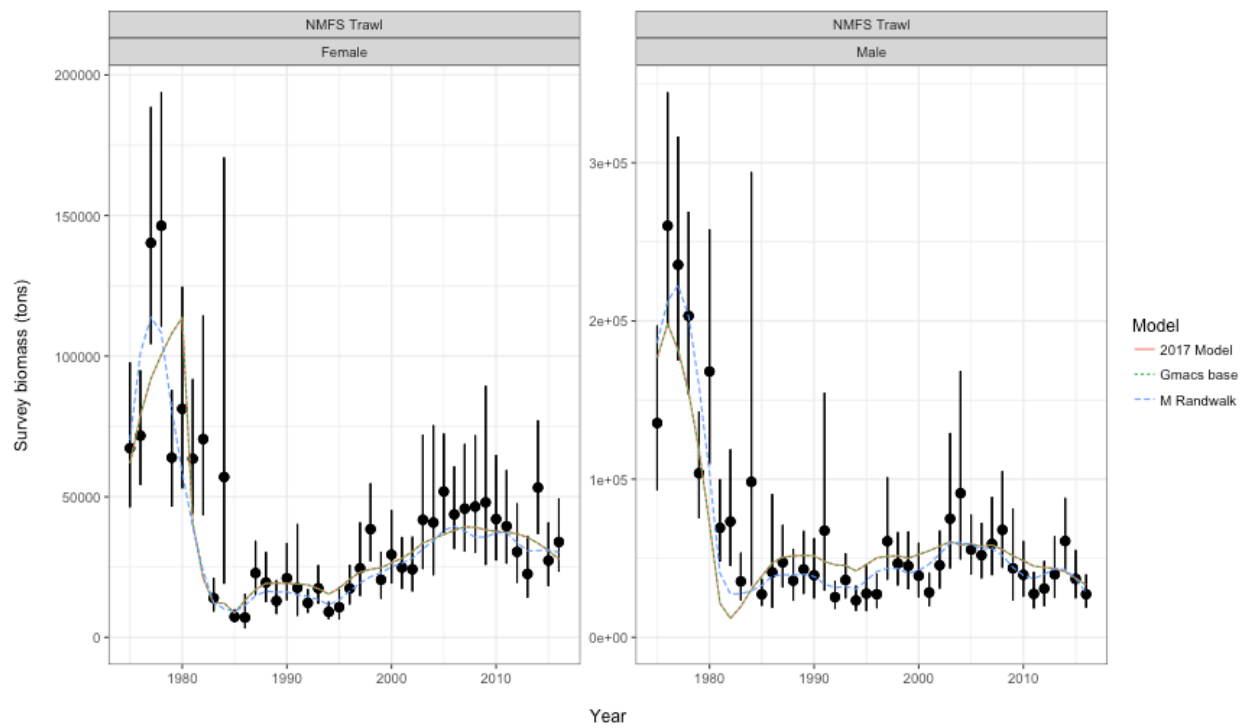 NMFS Trawl
Female
NMFS Trawl
Male
Survey biomass (tons)
200000
150000
100000
50000
0
3e+05
2e+05
1e+05
0e+00
1980 1990 2000 2010
1980 1990 2000 2010
Year
Model
2017 Model
Gmacs base
M Randwalk